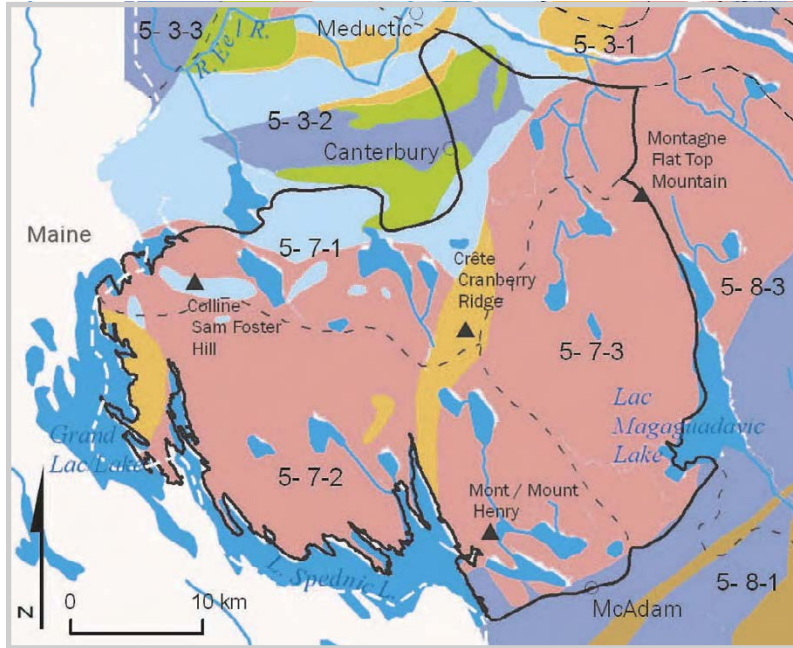 5- 3-3
R. Eel R.
Meductic
5- 3-1
5- 3-2
Canterbury
Montagne
Flat Top
Mountain
Maine
5- 7-1
Crête
Cranberry
Ridge
5- 8-3
Colline
Sam Foster
Hill
5- 7-3
Lac
Magaguadavic
Lake
Grand
Lac/Lake
5- 7-2
Mont / Mount
Henry
L. Spednic L.
5- 8-1
McAdam
N
0 10 km